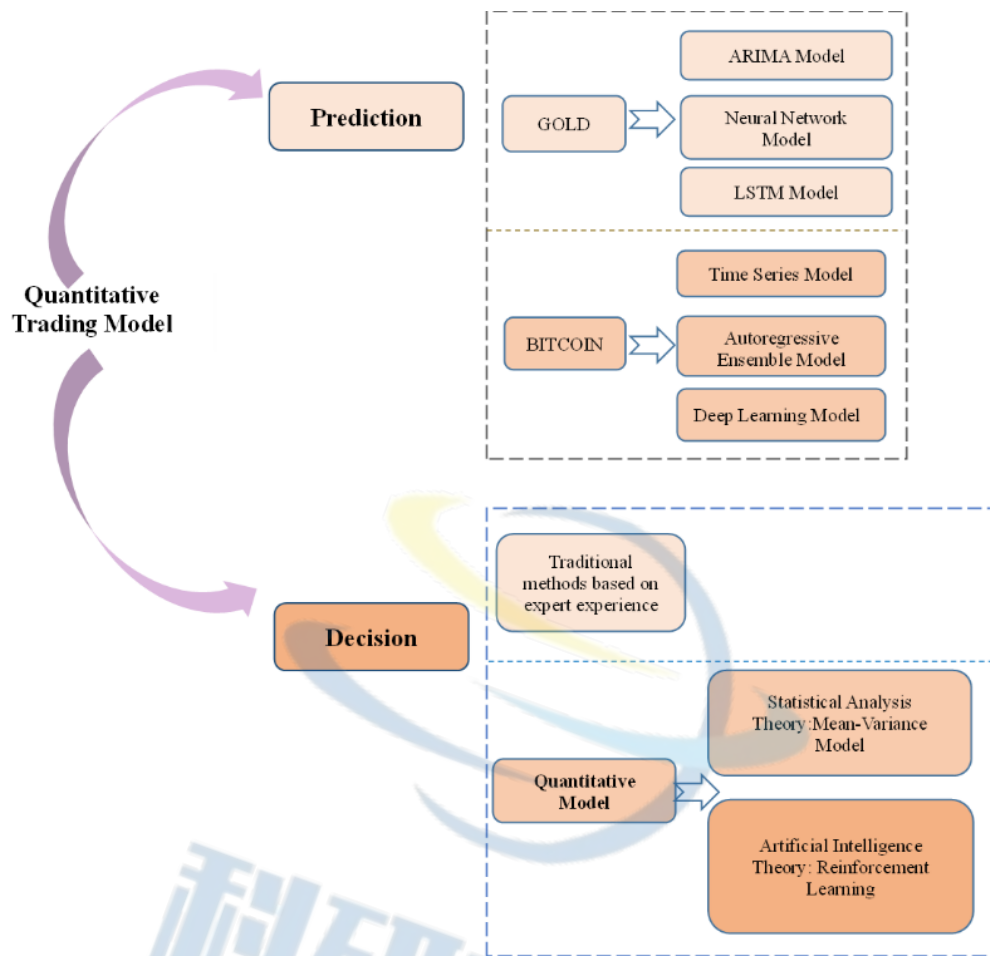 Prediction
GOLD
ARIMA Model
Neural Network
Model
LSTM Model
Quantitative
Trading Model
BITCOIN
Time Series Model
Autoregressive
Ensemble Model
Deep Learning Model
Decision
Traditional
methods based on
expert experience
Quantitative
Model
Statistical Analysis
Theory:Mean-Variance
Model
Artificial Intelligence
Theory: Reinforcement
Learning
科研